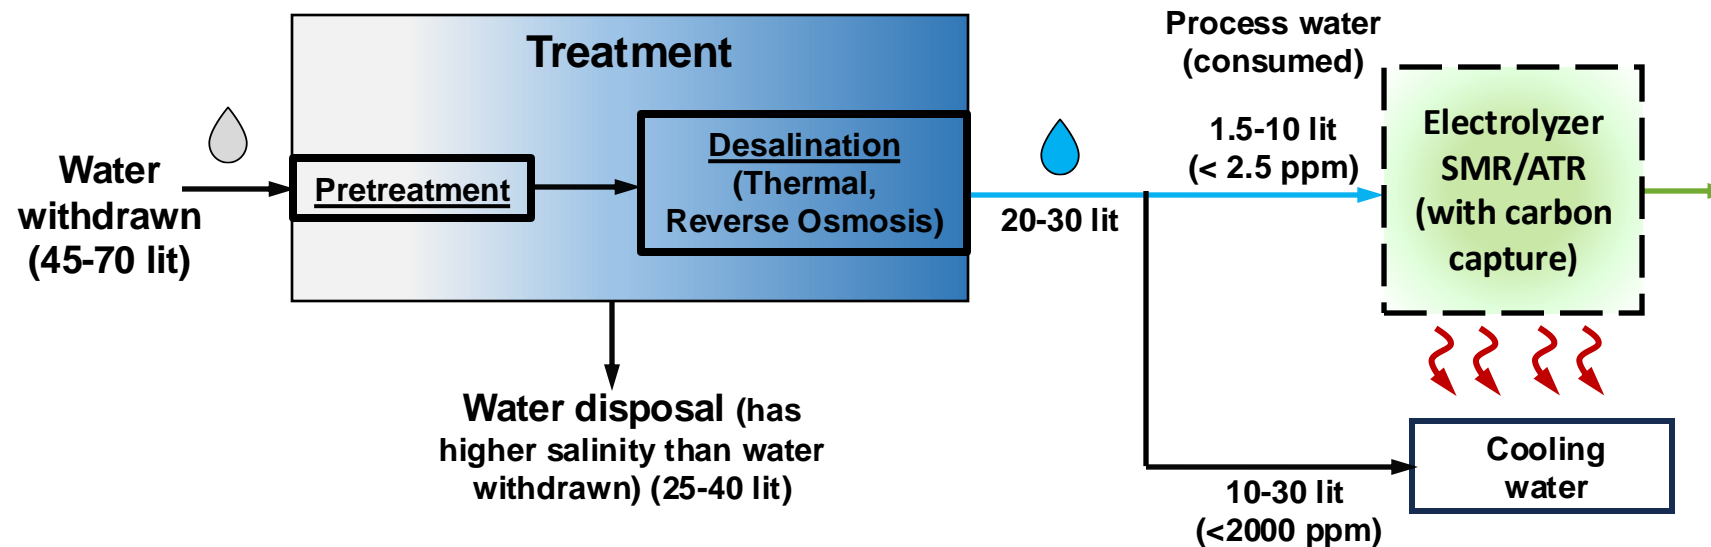 Treatment
Water
withdrawn
(45-70 lit)
Pretreatment
Desalination
(Thermal,
Reverse Osmosis)
Water disposal (has
higher salinity than water
withdrawn) (25-40 lit)
20-30 lit
Process water
(consumed)
1.5-10 lit
(< 2.5 ppm)
Electrolyzer
SMR/ATR
(with carbon
capture)
10-30 lit
(<2000 ppm)
Cooling
water